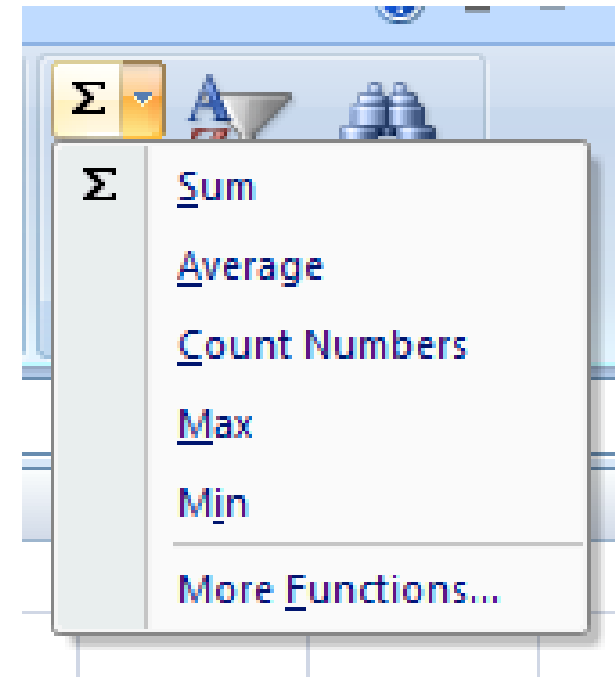 Σ
Σ Sum
Average
Count Numbers
Max
Min
More Functions...